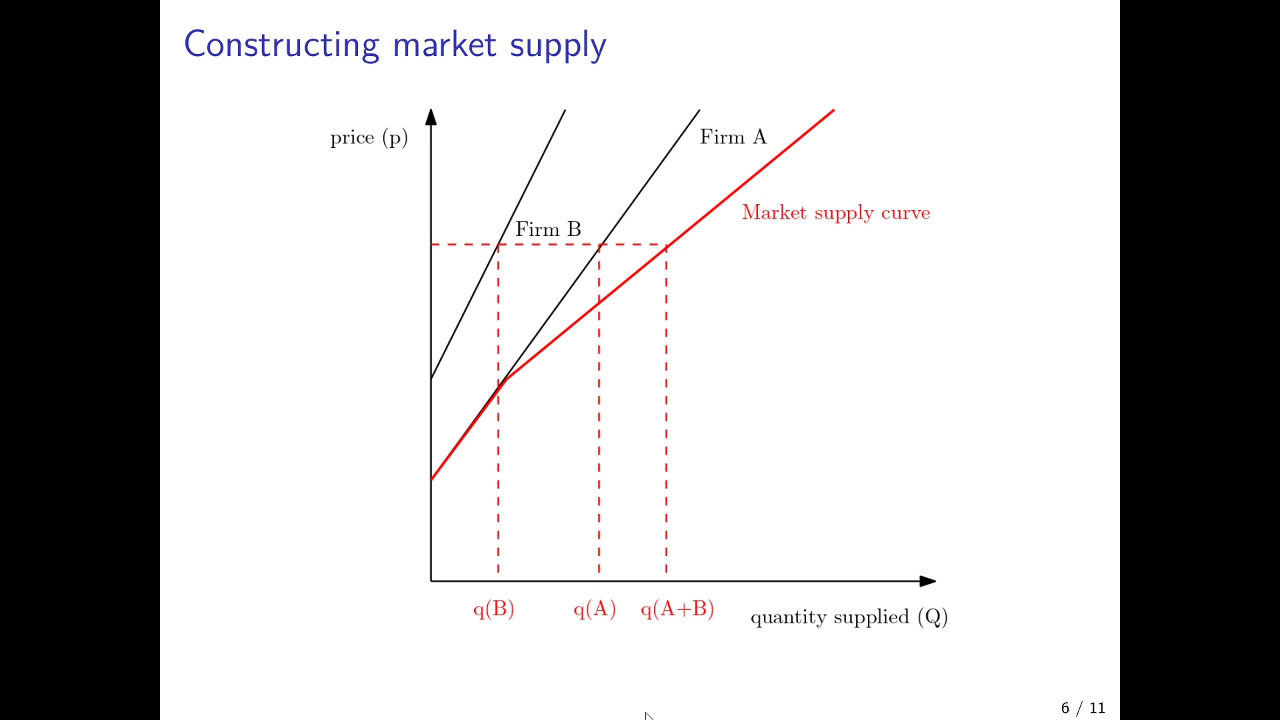 Constructing market supply
price (p)
Firm A
Market supply curve
Firm B
q(B)
q(A)
q(A+B)
quantity supplied (Q)
6 / 11